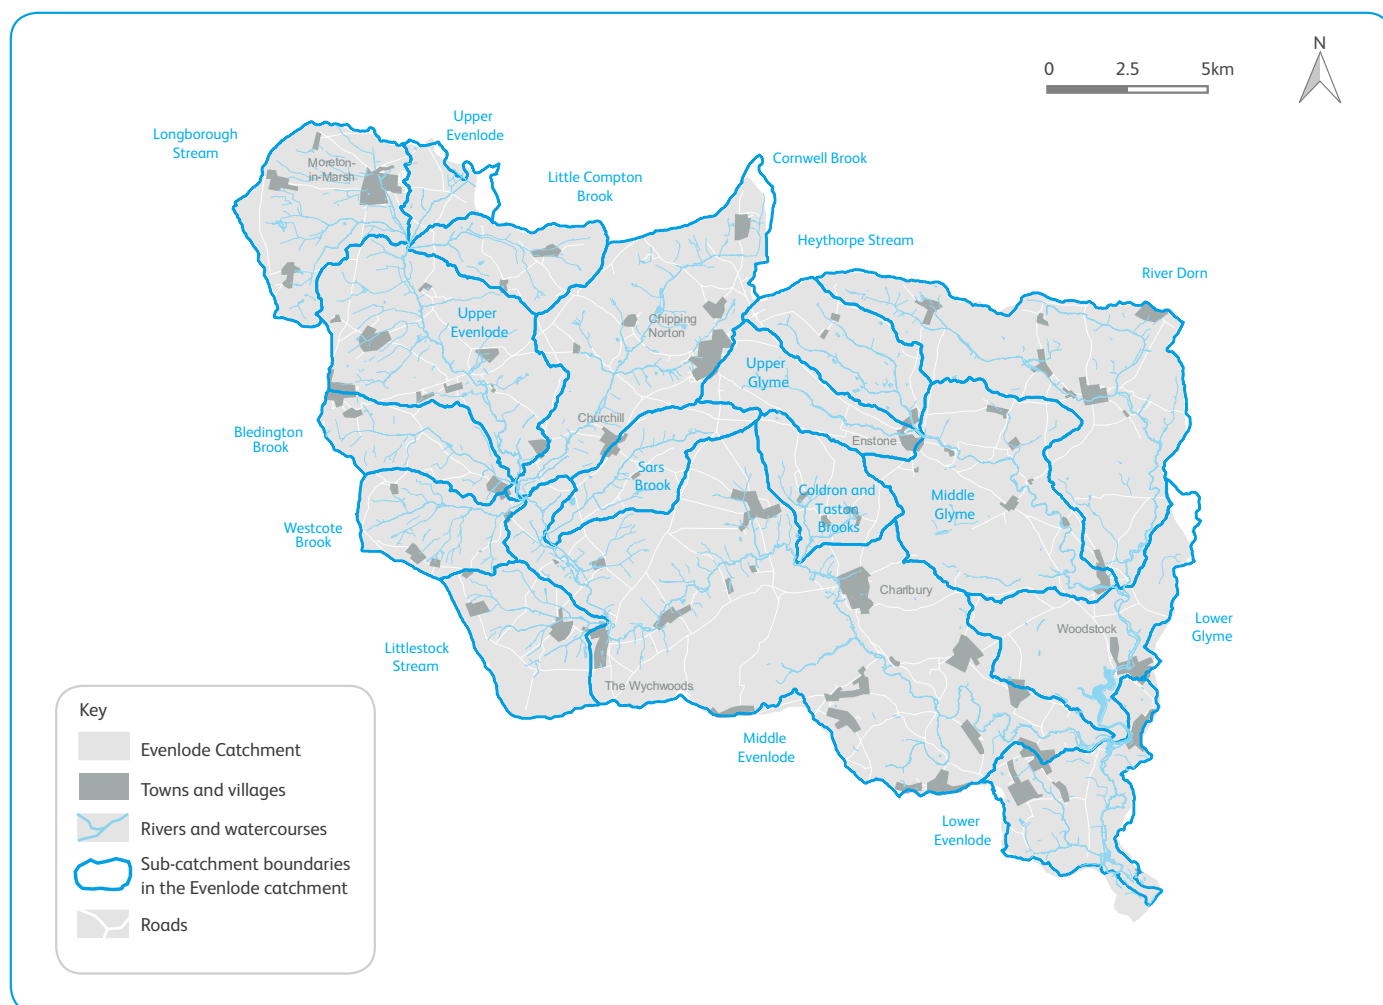 N
0 2.5 5km
Upper
Evenlode
Longborough
Stream
Moreton-
in-Marsh
Little Compton
Brook
Cornwell Brook
Heythorpe Stream
River Dorn
Upper
Evenlode
Chipping
Norton
Upper
Glyme
Churchill
Enstone
Bledington
Brook
Sars
Brook
Coldron and
Taston
Brooks
Middle
Glyme
Westcote
Brook
Charlbury
Woodstock
Lower
Glyme
Littlestock
Stream
The Wychwoods
Middle
Evenlode
Lower
Evenlode
Key
Evenlode Catchment
Towns and villages
Rivers and watercourses
Sub-catchment boundaries
in the Evenlode catchment
Roads